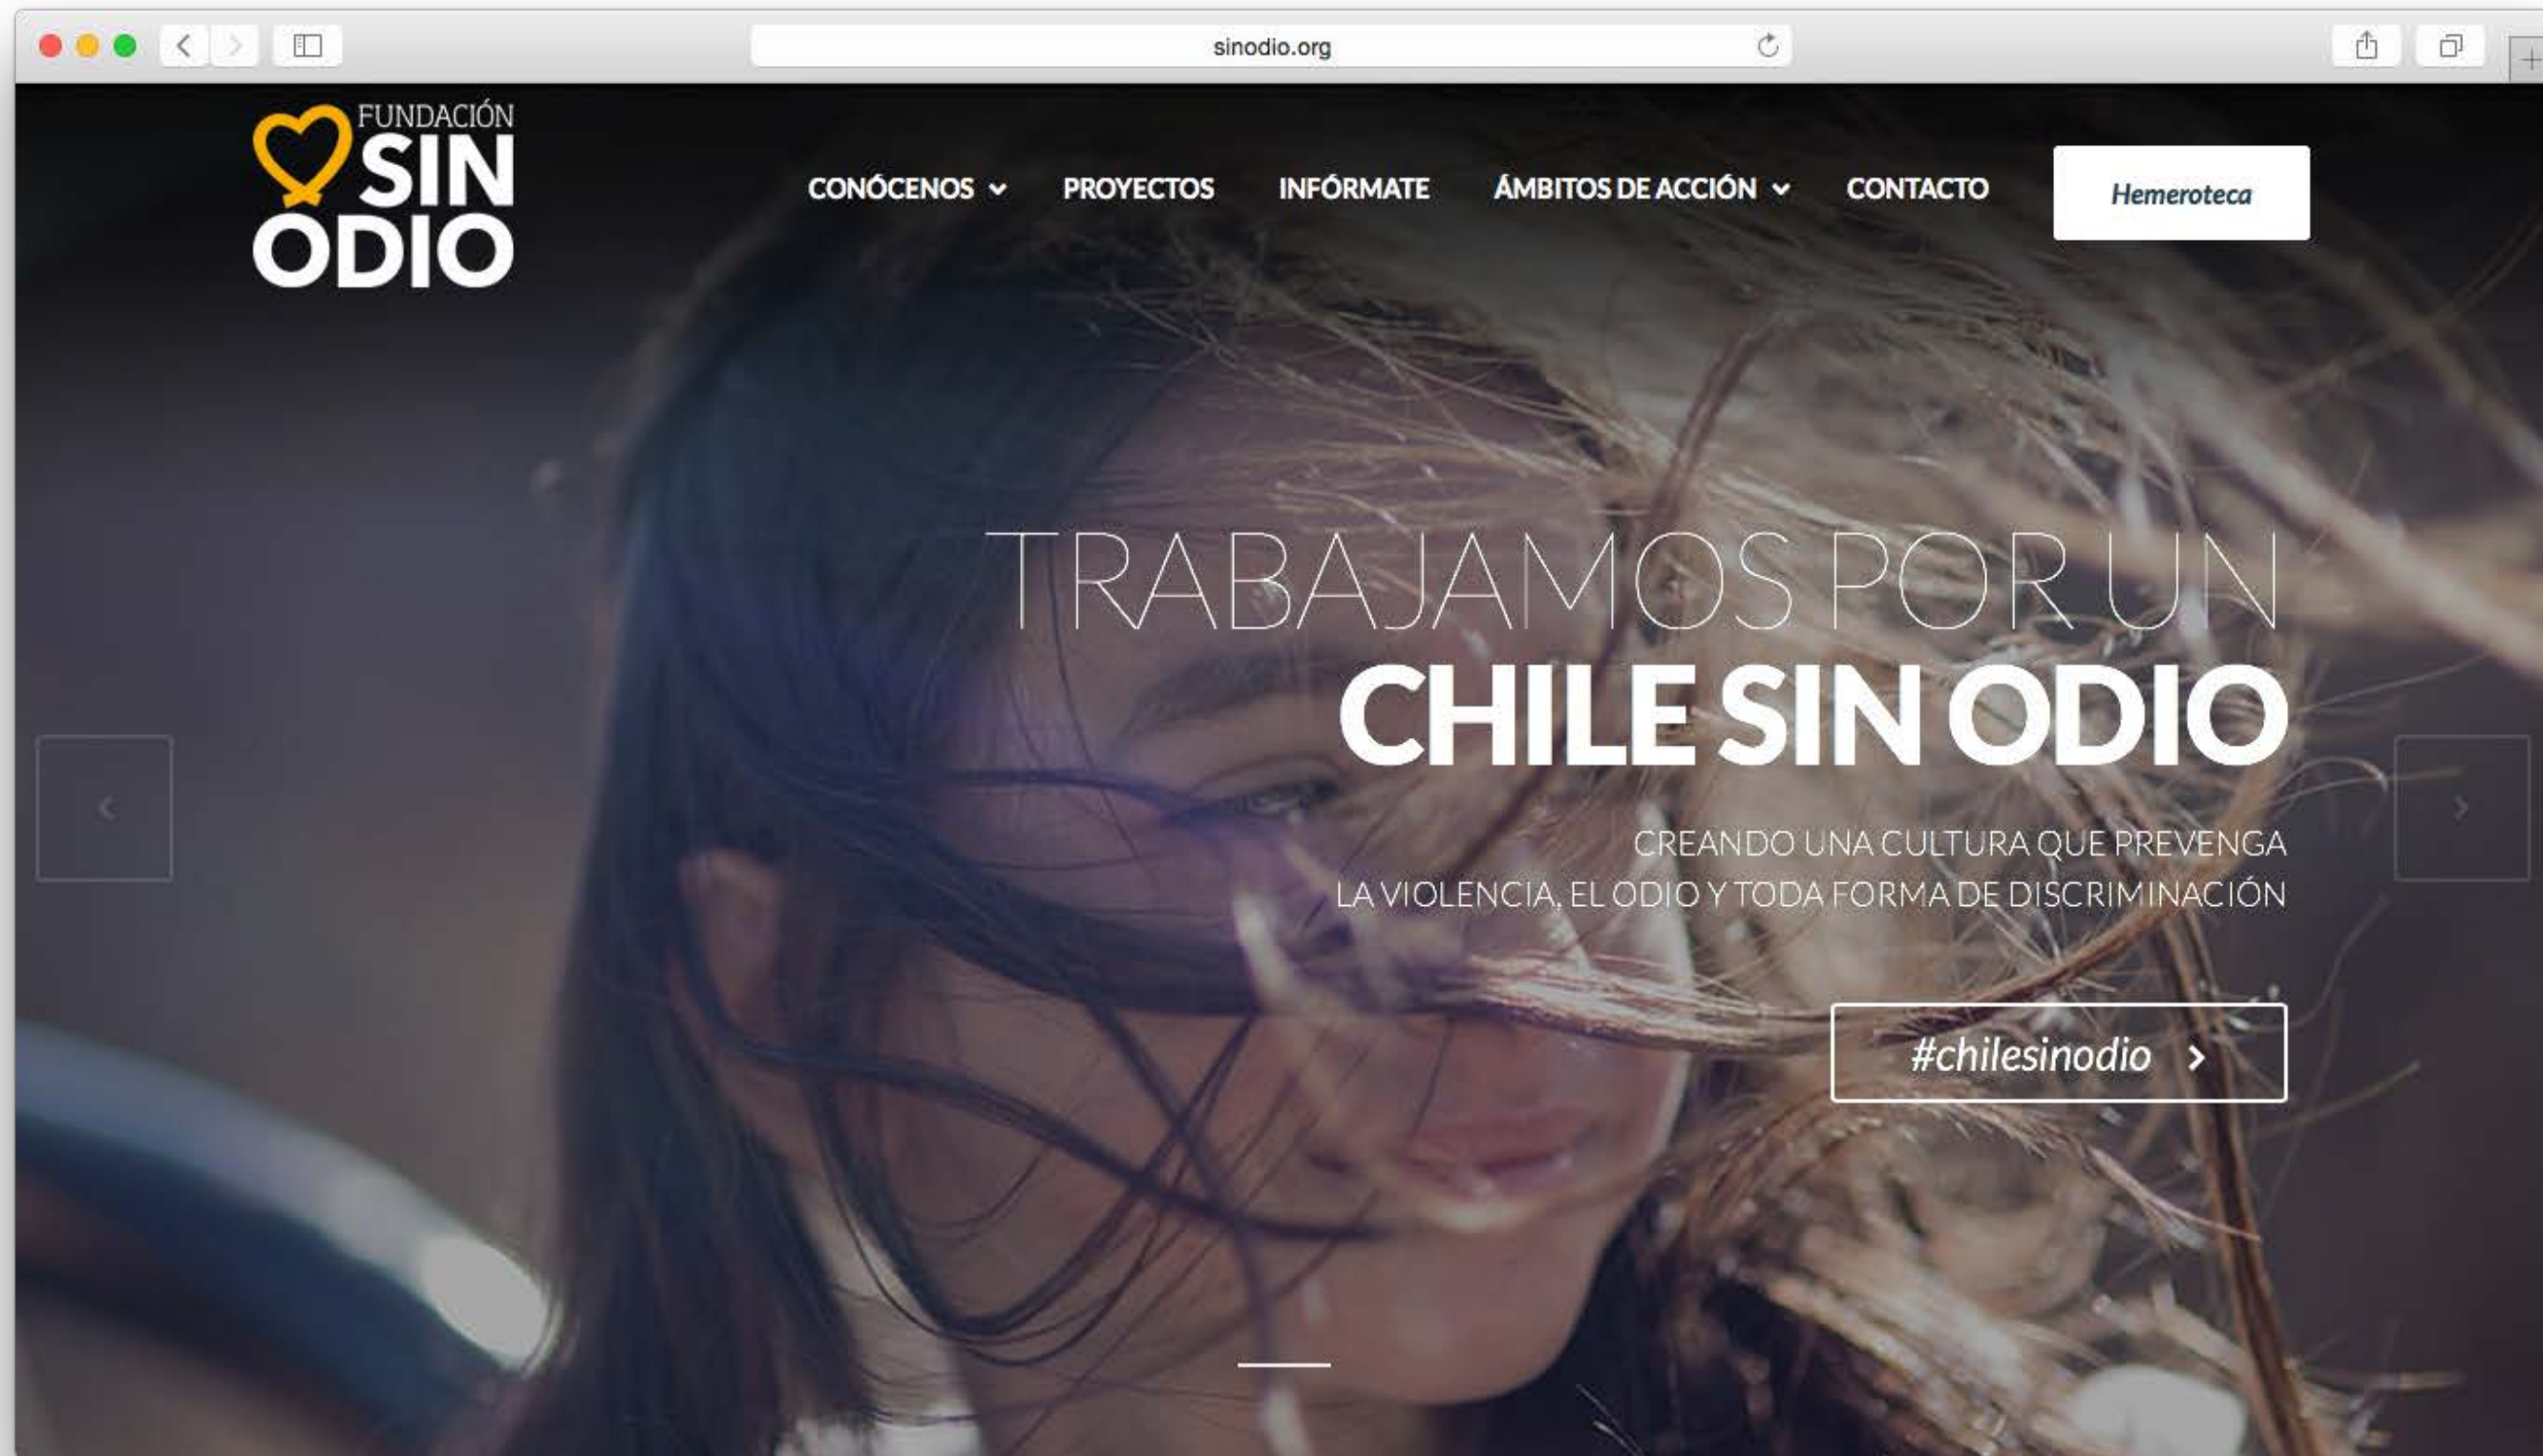 sinodio.org
FUNDACIÓN
SIN
ODIO
CONÓCENOS
PROYECTOS
INFÓRMATE
ÁMBITOS DE ACCIÓN
CONTACTO
Hemeroteca
TRABAJAMOS POR UN
CHILE SIN ODIO
CREANDO UNA CULTURA QUE PREVENGA
LA VIOLENCIA, EL ODIO Y TODA FORMA DE DISCRIMINACIÓN
#chilesinodio